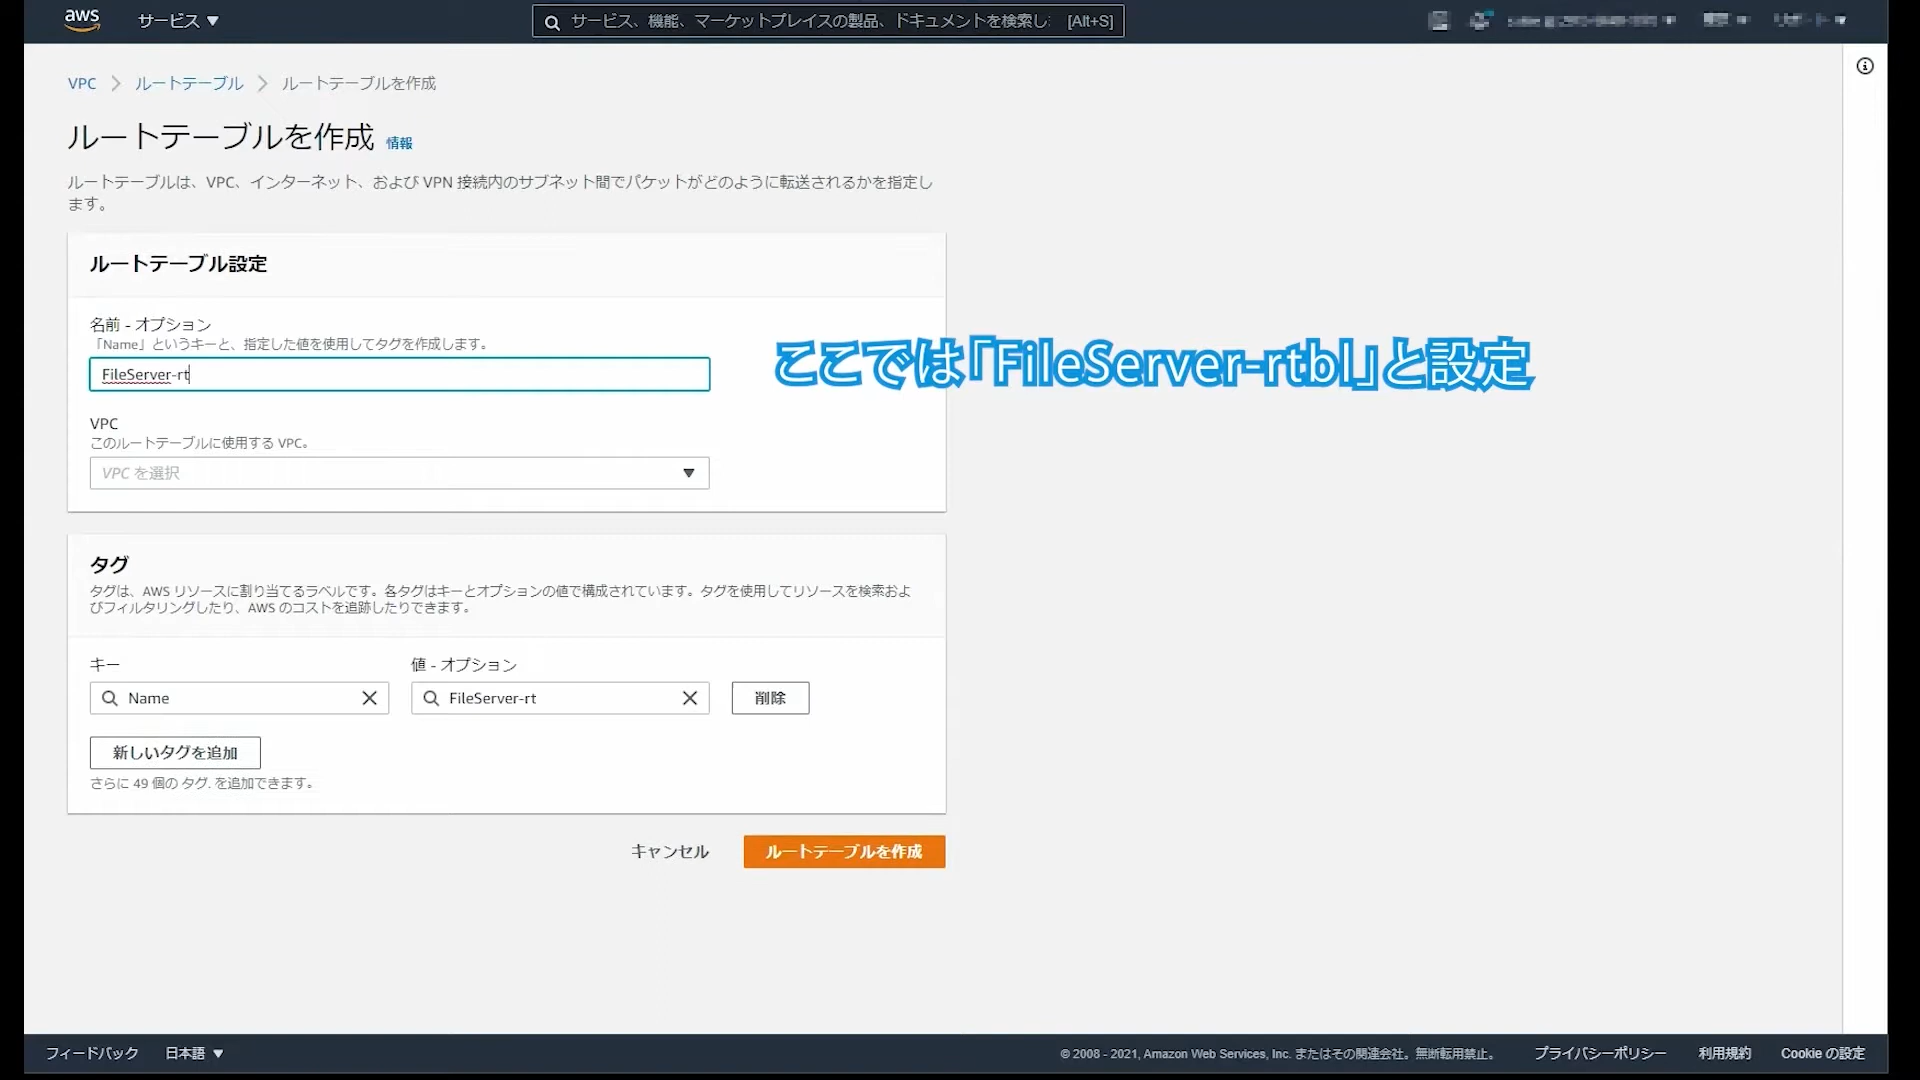 aws
サービス ▼
サービス、機能、マーケットプレイスの製品、ドキュメントを検索し [Alt+S]
VPC > ルートテーブル > ルートテーブルを作成
ルートテーブルを作成 情報
ルートテーブルは、VPC、インターネット、および VPN 接続内のサブネット間でパケットがどのように転送されるかを指定し
ます。
ルートテーブル設定
名前 - オプション
「Name」というキーと、指定した値を使用してタグを作成します。
FileServer-rt
ここでは「FileServer-rtbl」と設定
VPC
このルートテーブルに使用する VPC。
VPC を選択
タグ
タグは、AWS リソースに割り当てるラベルです。各タグはキーとオプションの値で構成されています。タグを使用してリソースを検索およ
びフィルタリングしたり、AWS のコストを追跡したりできます。
キー 値 - オプション
Name FileServer-rt 削除
新しいタグを追加
さらに 49 個の タグ. を追加できます。
キャンセル ルートテーブルを作成
フィードバック 日本語 ▼ © 2008 - 2021, Amazon Web Services, Inc. またはその関連会社。無断転用禁止。 プライバシーポリシー 利用規約 Cookie の設定